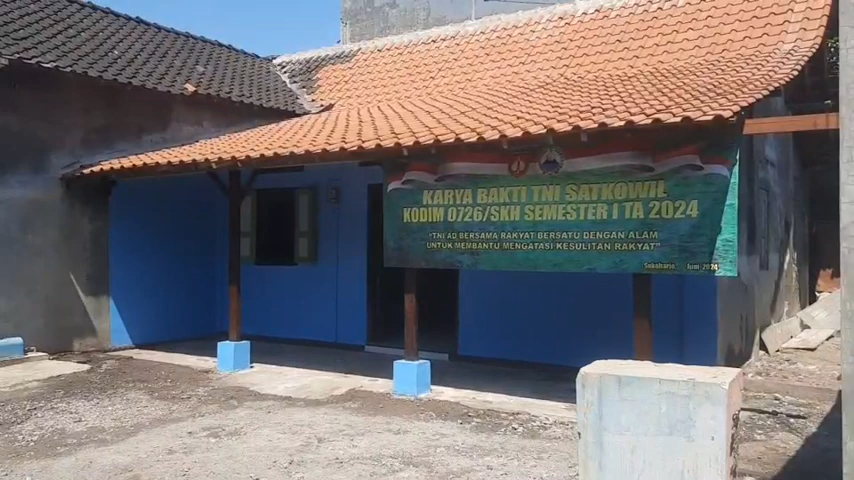 KARYA BAKTI TNI SATKOWIL
KODIM 0726/SKH SEMESTER I TA 2024
"TNI AD BERSAMA RAKYAT BERSATU DENGAN ALAM
UNTUK MEMBANTU MENGATASI KESULITAN RAKYAT"
Sukoharjo, Juni 2024